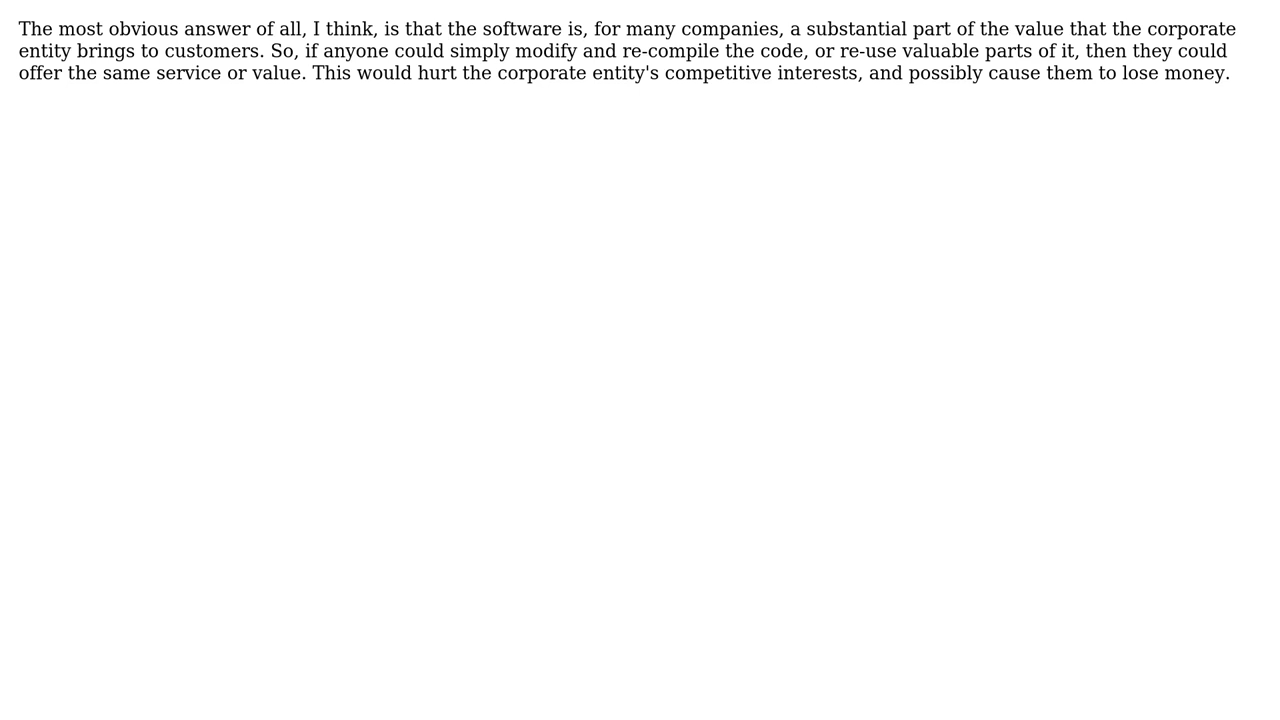 The most obvious answer of all, I think, is that the software is, for many companies, a substantial part of the value that the corporate
entity brings to customers. So, if anyone could simply modify and re-compile the code, or re-use valuable parts of it, then they could
offer the same service or value. This would hurt the corporate entity's competitive interests, and possibly cause them to lose money.